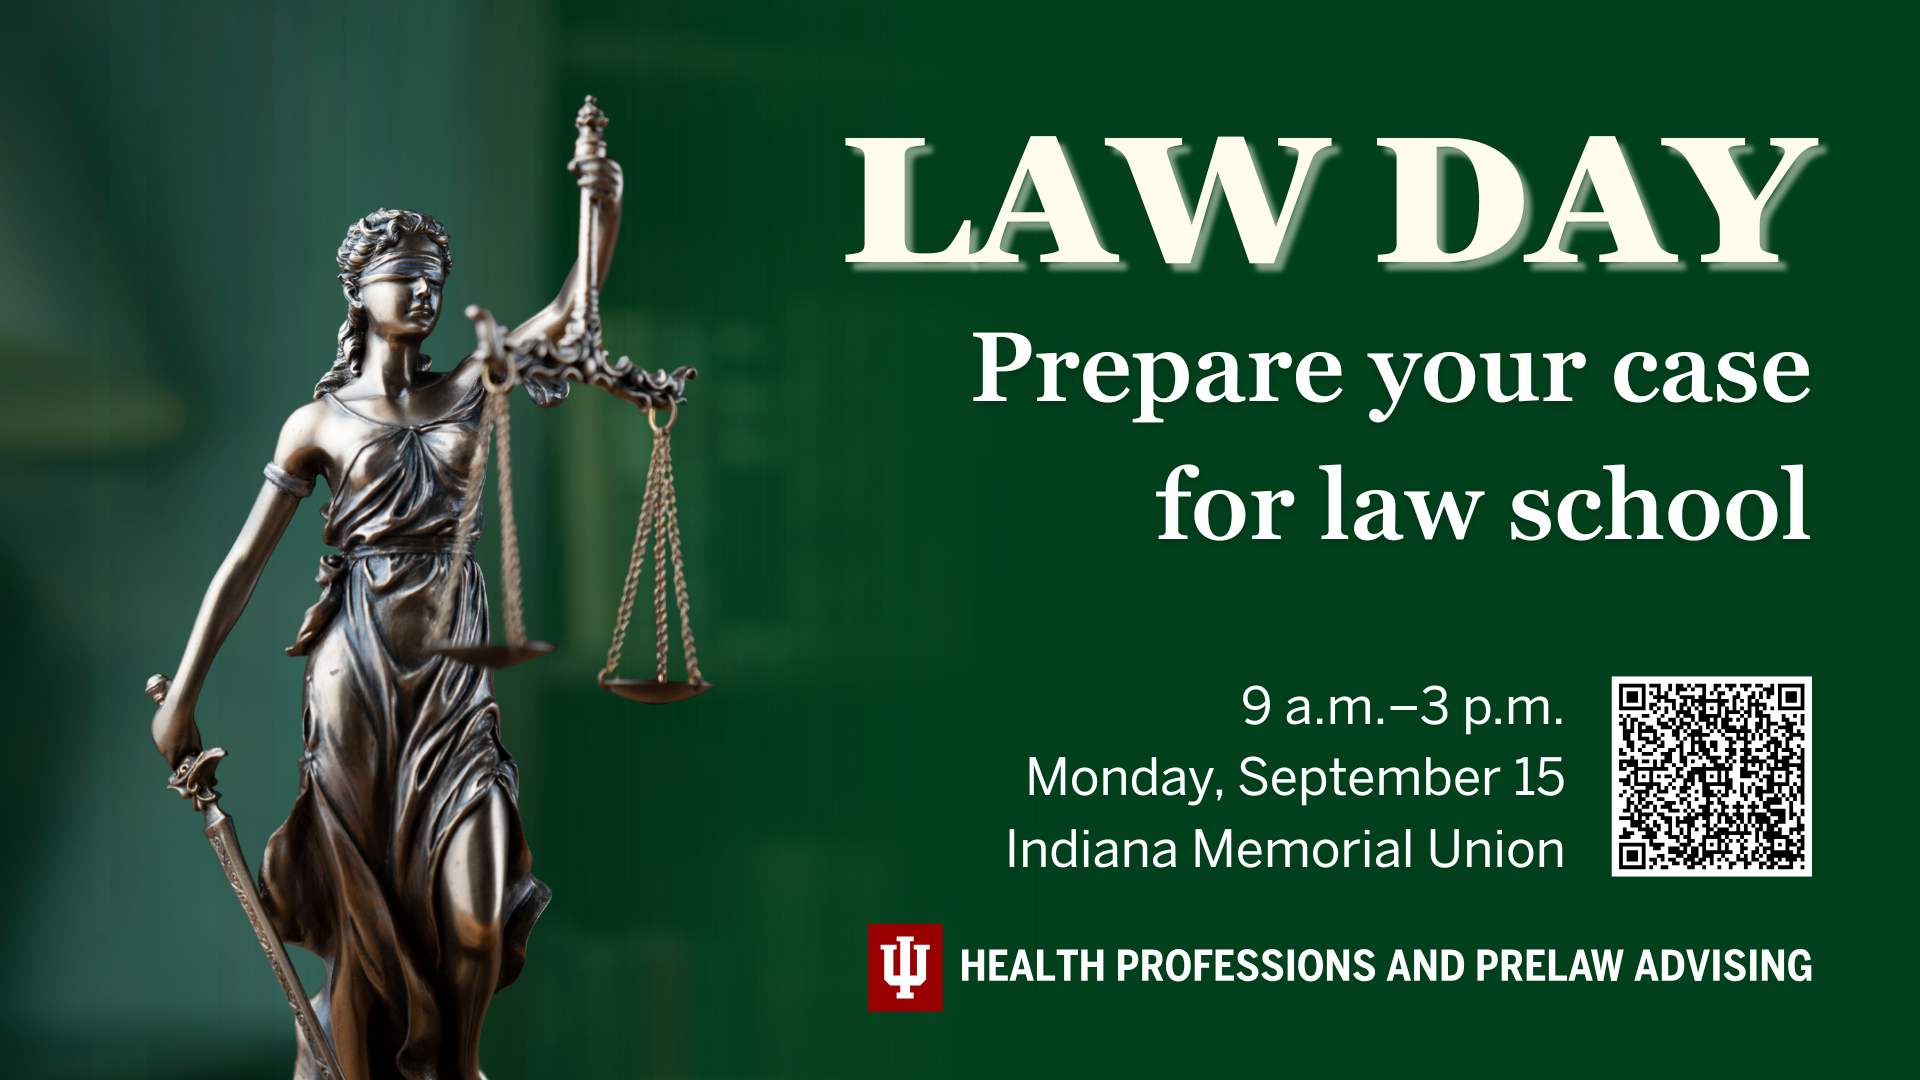 LAW DAY
Prepare your case
for law school
9 a.m.–3 p.m.
Monday, September 15
Indiana Memorial Union
HEALTH PROFESSIONS AND PRELAW ADVISING